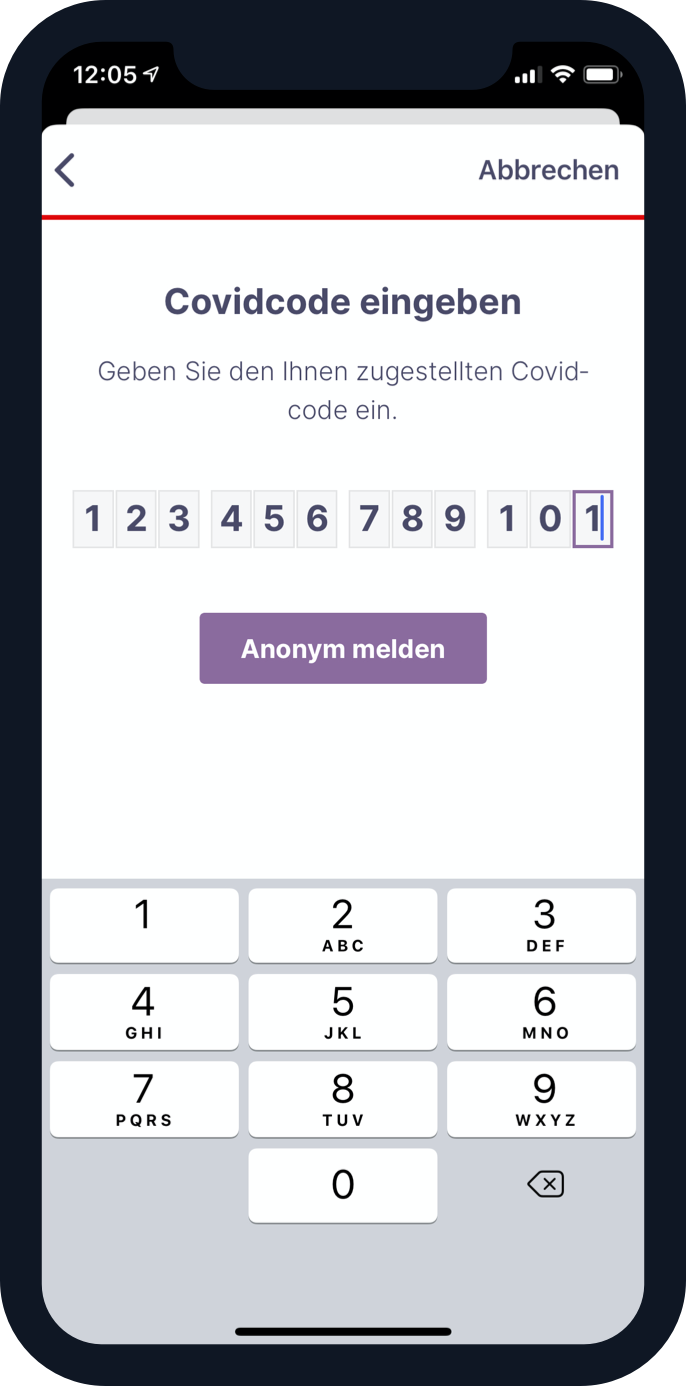 12:05
Abbrechen
Covidcode eingeben
Geben Sie den Ihnen zugestellten Covid-
code ein.
1 2 3 4 5 6 7 8 9 1 0 1
Anonym melden
1 2 3
ABC DEF
4 5 6
GHI JKL MNO
7 8 9
PQRS TUV WXYZ
0